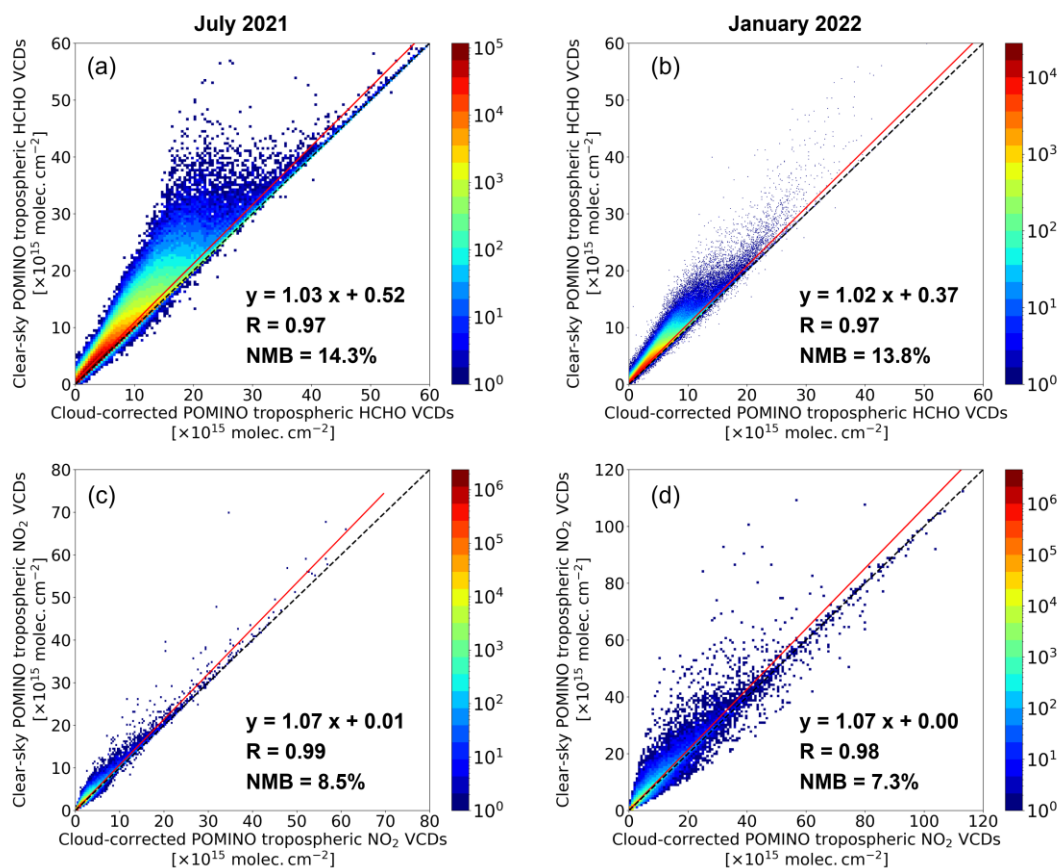 July 2021
January 2022
(a)
Clear-sky POMINO tropospheric HCHO VCDs
[×10¹⁵ molec. cm⁻²]
60
50
40
30
20
10
0
0 10 20 30 40 50 60
Cloud-corrected POMINO tropospheric HCHO VCDs
[×10¹⁵ molec. cm⁻²]
y = 1.03 x + 0.52
R = 0.97
NMB = 14.3%
10⁵
10⁴
10³
10²
10¹
10⁰
(b)
Clear-sky POMINO tropospheric HCHO VCDs
[×10¹⁵ molec. cm⁻²]
60
50
40
30
20
10
0
0 10 20 30 40 50 60
Cloud-corrected POMINO tropospheric HCHO VCDs
[×10¹⁵ molec. cm⁻²]
y = 1.02 x + 0.37
R = 0.97
NMB = 13.8%
10⁴
10³
10²
10¹
10⁰
(c)
Clear-sky POMINO tropospheric NO₂ VCDs
[×10¹⁵ molec. cm⁻²]
80
70
60
50
40
30
20
10
0
0 10 20 30 40 50 60 70 80
Cloud-corrected POMINO tropospheric NO₂ VCDs
[×10¹⁵ molec. cm⁻²]
y = 1.07 x + 0.01
R = 0.99
NMB = 8.5%
10⁶
10⁵
10⁴
10³
10²
10¹
10⁰
(d)
Clear-sky POMINO tropospheric NO₂ VCDs
[×10¹⁵ molec. cm⁻²]
120
100
80
60
40
20
0
0 20 40 60 80 100 120
Cloud-corrected POMINO tropospheric NO₂ VCDs
[×10¹⁵ molec. cm⁻²]
y = 1.07 x + 0.00
R = 0.98
NMB = 7.3%
10⁶
10⁵
10⁴
10³
10²
10¹
10⁰